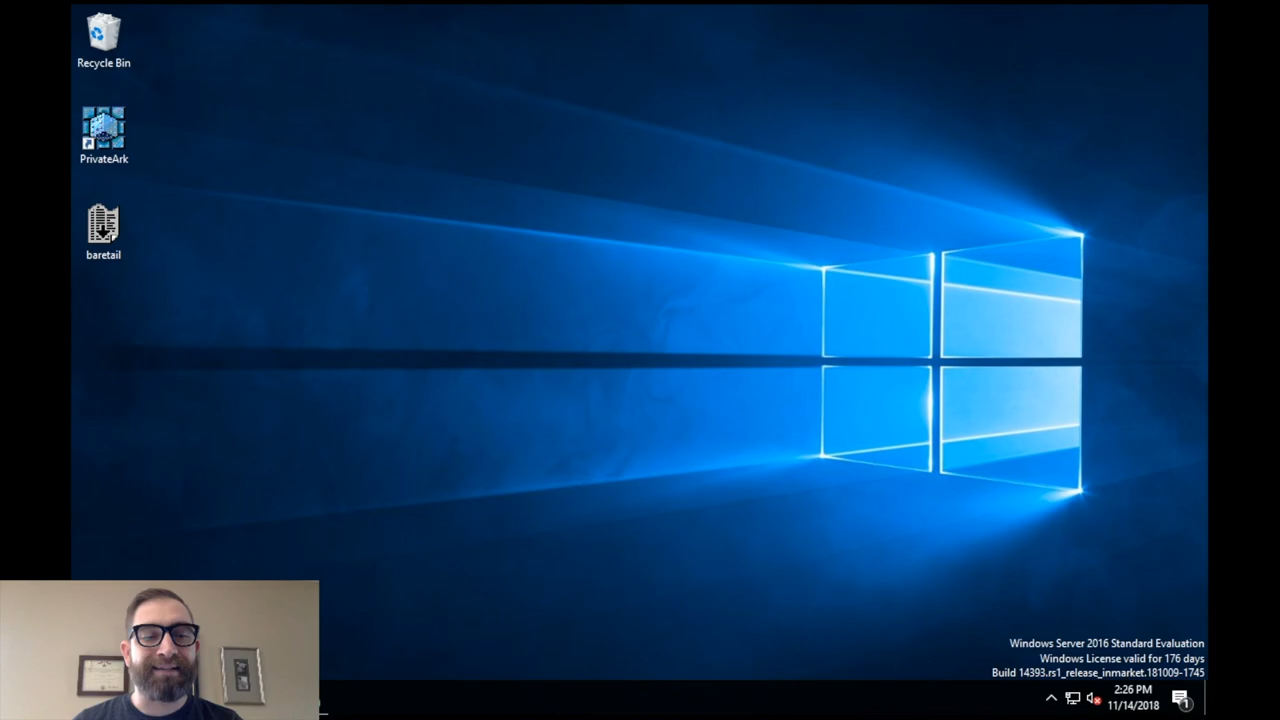 Recycle Bin
PrivateArk
baretail
Windows Server 2016 Standard Evaluation
Windows License valid for 176 days
Build 14393.rs1_release_inmarket.181009-1745
2:26 PM
11/14/2018
1